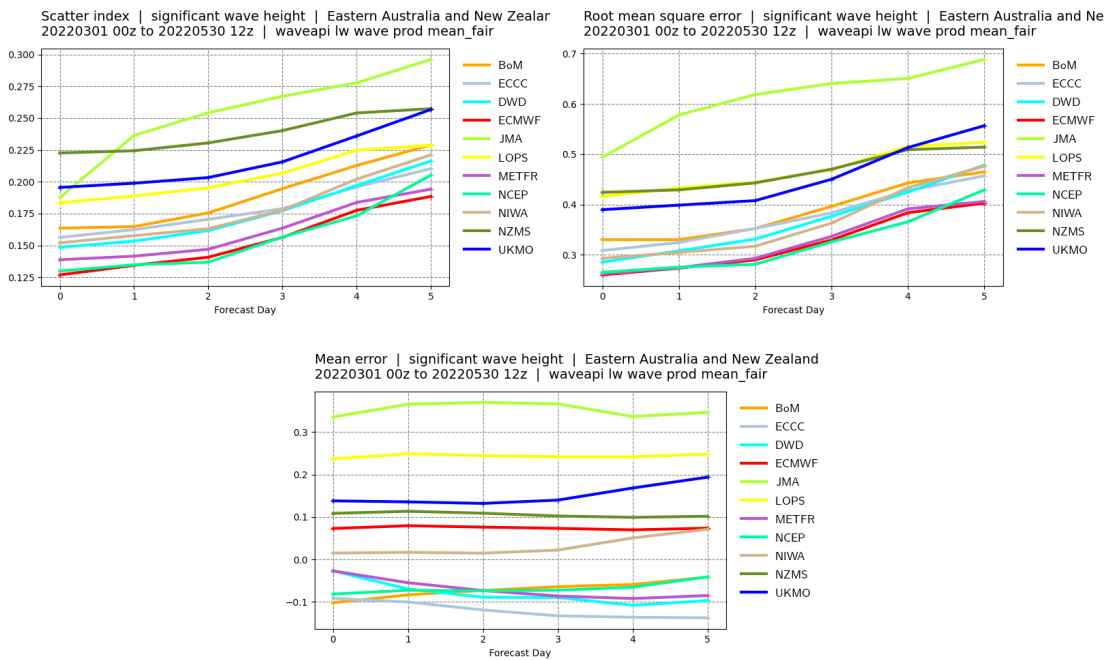 Scatter index | significant wave height | Eastern Australia and New Zealar
20220301 00z to 20220530 12z | waveapi lw wave prod mean_fair
0.300
0.275
0.250
0.225
0.200
0.175
0.150
0.125
0 1 2 3 4 5
Forecast Day
BoM
ECCC
DWD
ECMWF
JMA
LOPS
METFR
NCEP
NIWA
NZMS
UKMO
Root mean square error | significant wave height | Eastern Australia and Ne
20220301 00z to 20220530 12z | waveapi lw wave prod mean_fair
0.7
0.6
0.5
0.4
0.3
0 1 2 3 4 5
Forecast Day
BoM
ECCC
DWD
ECMWF
JMA
LOPS
METFR
NCEP
NIWA
NZMS
UKMO
Mean error | significant wave height | Eastern Australia and New Zealand
20220301 00z to 20220530 12z | waveapi lw wave prod mean_fair
0.3
0.2
0.1
0.0
−0.1
0 1 2 3 4 5
Forecast Day
BoM
ECCC
DWD
ECMWF
JMA
LOPS
METFR
NCEP
NIWA
NZMS
UKMO